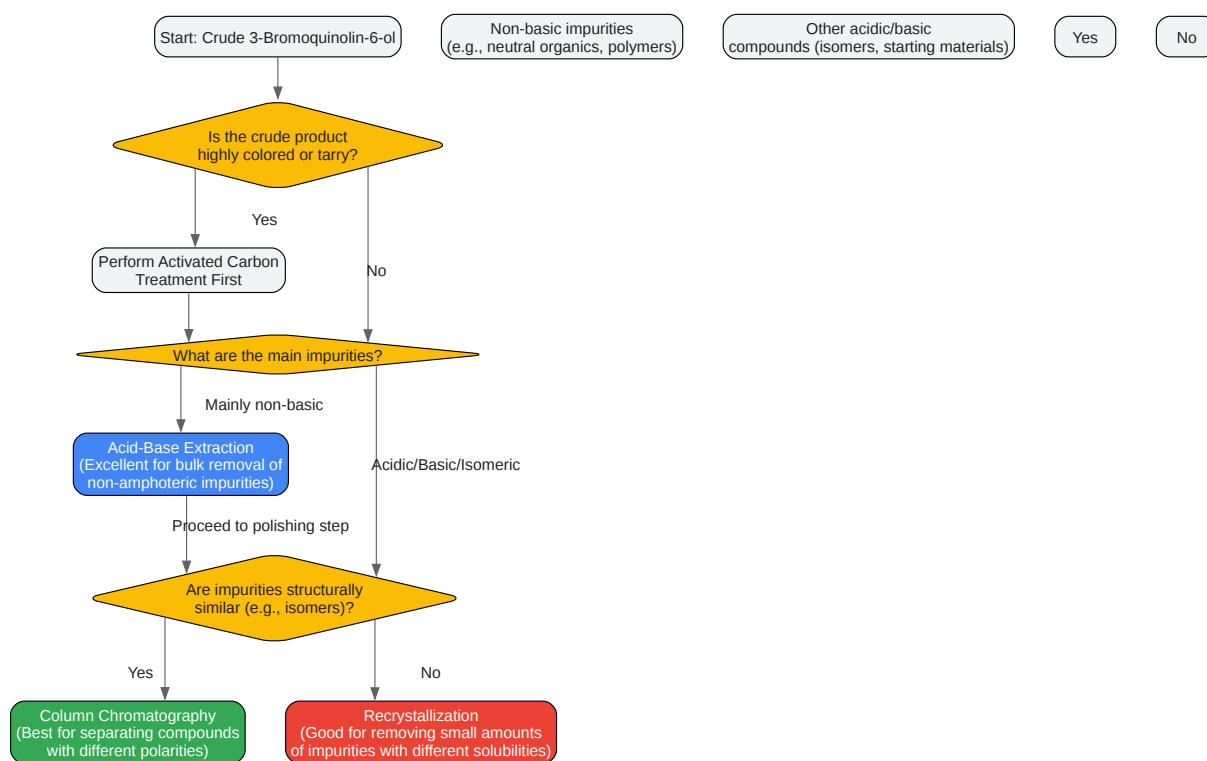 Start: Crude 3-Bromoquinolin-6-ol
Non-basic impurities
(e.g., neutral organics, polymers)
Other acidic/basic
compounds (isomers, starting materials)
Yes
No
Is the crude product
highly colored or tarry?
Yes
No
Perform Activated Carbon
Treatment First
What are the main impurities?
Mainly non-basic
Acid-Base Extraction
(Excellent for bulk removal of
non-amphoteric impurities)
Acidic/Basic/Isomeric
Proceed to polishing step
Are impurities structurally
similar (e.g., isomers)?
Yes
No
Column Chromatography
(Best for separating compounds
with different polarities)
Recrystallization
(Good for removing small amounts
of impurities with different solubilities)